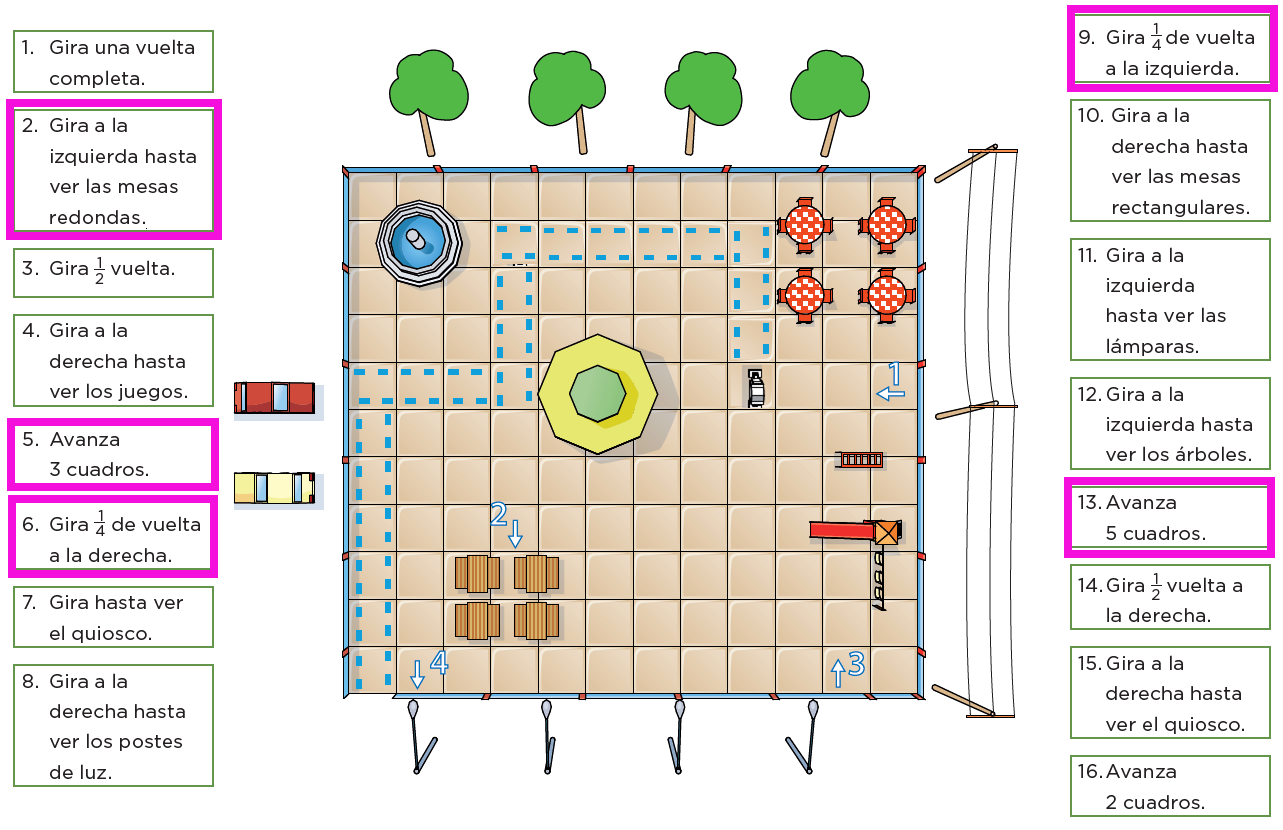 1. Gira una vuelta
completa.
2. Gira a la
izquierda hasta
ver las mesas
redondas.
3. Gira 1/2 vuelta.
4. Gira a la
derecha hasta
ver los juegos.
5. Avanza
3 cuadros.
6. Gira 1/4 de vuelta
a la derecha.
7. Gira hasta ver
el quiosco.
8. Gira a la
derecha hasta
ver los postes
de luz.
1
2
3
4
9. Gira 1/4 de vuelta
a la izquierda.
10. Gira a la
derecha hasta
ver las mesas
rectangulares.
11. Gira a la
izquierda
hasta ver las
lámparas.
12. Gira a la
izquierda hasta
ver los árboles.
13. Avanza
5 cuadros.
14. Gira 1/2 vuelta a
la derecha.
15. Gira a la
derecha hasta
ver el quiosco.
16. Avanza
2 cuadros.